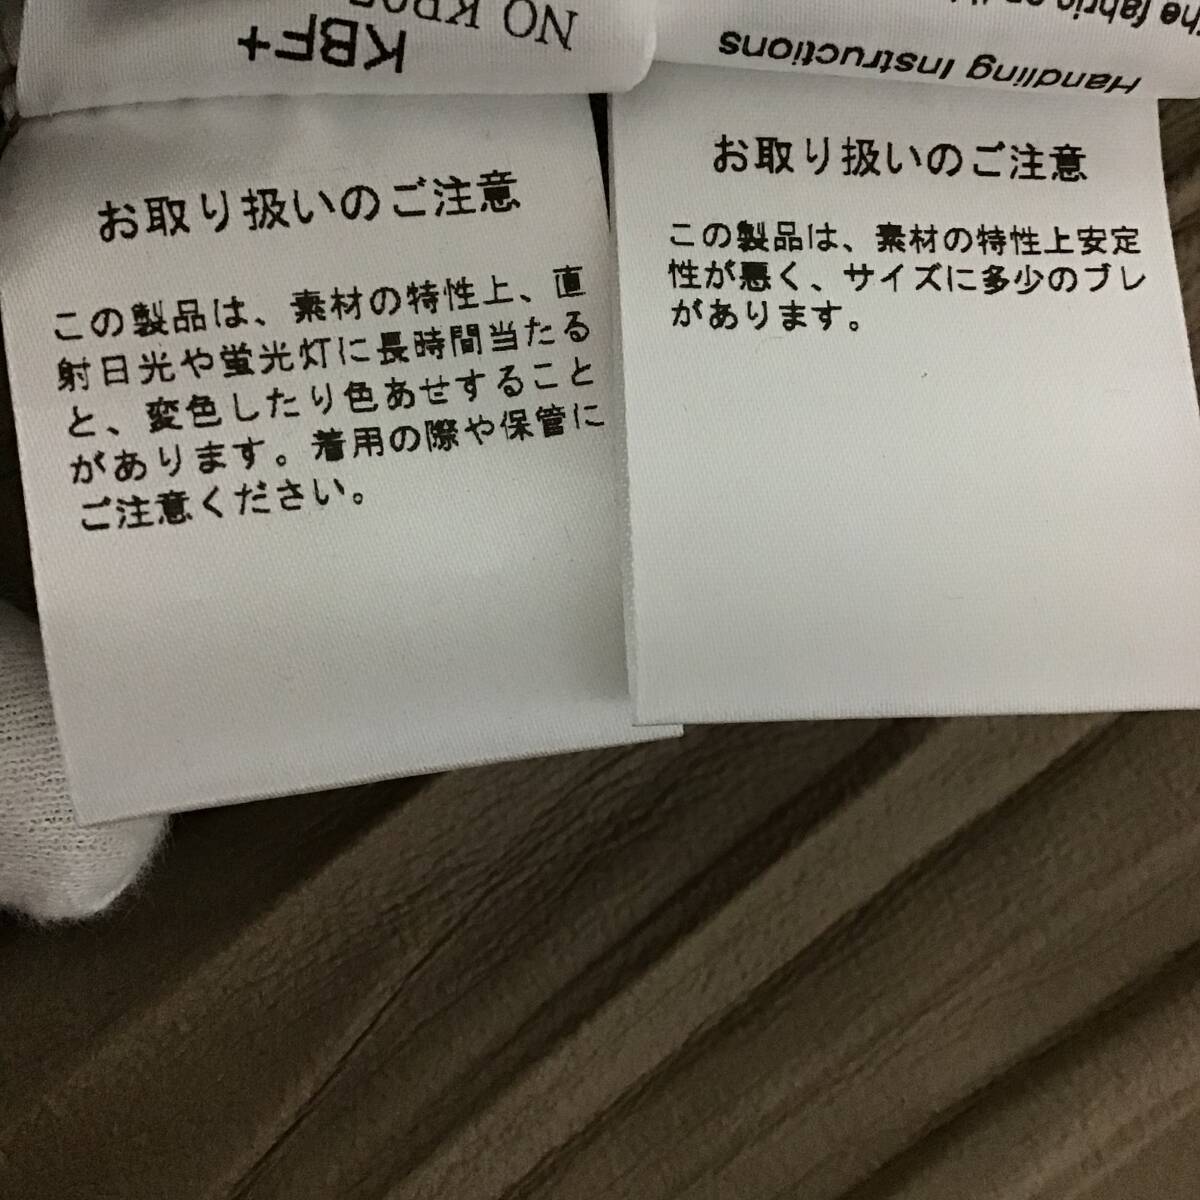 NO KP05
KBF+
お取り扱いのご注意
この製品は、素材の特性上、直
射日光や蛍光灯に長時間当たる
と、変色したり色あせすること
があります。着用の際や保管に
ご注意ください。
the fabric
Handling Instructions
お取り扱いのご注意
この製品は、素材の特性上安定
性が悪く、サイズに多少のブレ
があります。